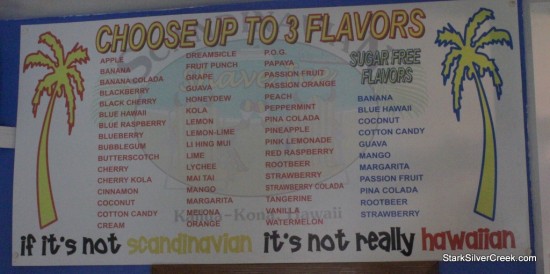 CHOOSE UP TO 3 FLAVORS
APPLE
BANANA
BANANA COLADA
BLACKBERRY
BLACK CHERRY
BLUE HAWAII
BLUE RASPBERRY
BLUEBERRY
BUBBLEGUM
BUTTERSCOTCH
CHERRY
CHERRY KOLA
CINNAMON
COCONUT
COTTON CANDY
CREAM
DREAMSICLE
FRUIT PUNCH
GRAPE
GUAVA
HONEYDEW
KOLA
LEMON
LEMON-LIME
LI HING MUI
LIME
LYCHEE
MAI TAI
MANGO
MARGARITA
MELONA
ORANGE
P.O.G.
PAPAYA
PASSION FRUIT
PASSION ORANGE
PEACH
PEPPERMINT
PINA COLADA
PINEAPPLE
PINK LEMONADE
RED RASPBERRY
ROOTBEER
STRAWBERRY
STRAWBERRY COLADA
TANGERINE
VANILLA
WATERMELON
SUGAR FREE
FLAVORS
BANANA
BLUE HAWAII
COCONUT
COTTON CANDY
GUAVA
MANGO
MARGARITA
PASSION FRUIT
PINA COLADA
ROOTBEER
STRAWBERRY
Kailua-Kona, Hawaii
if it's not scandinavian it's not really hawaiian
StarkSilverCreek.com